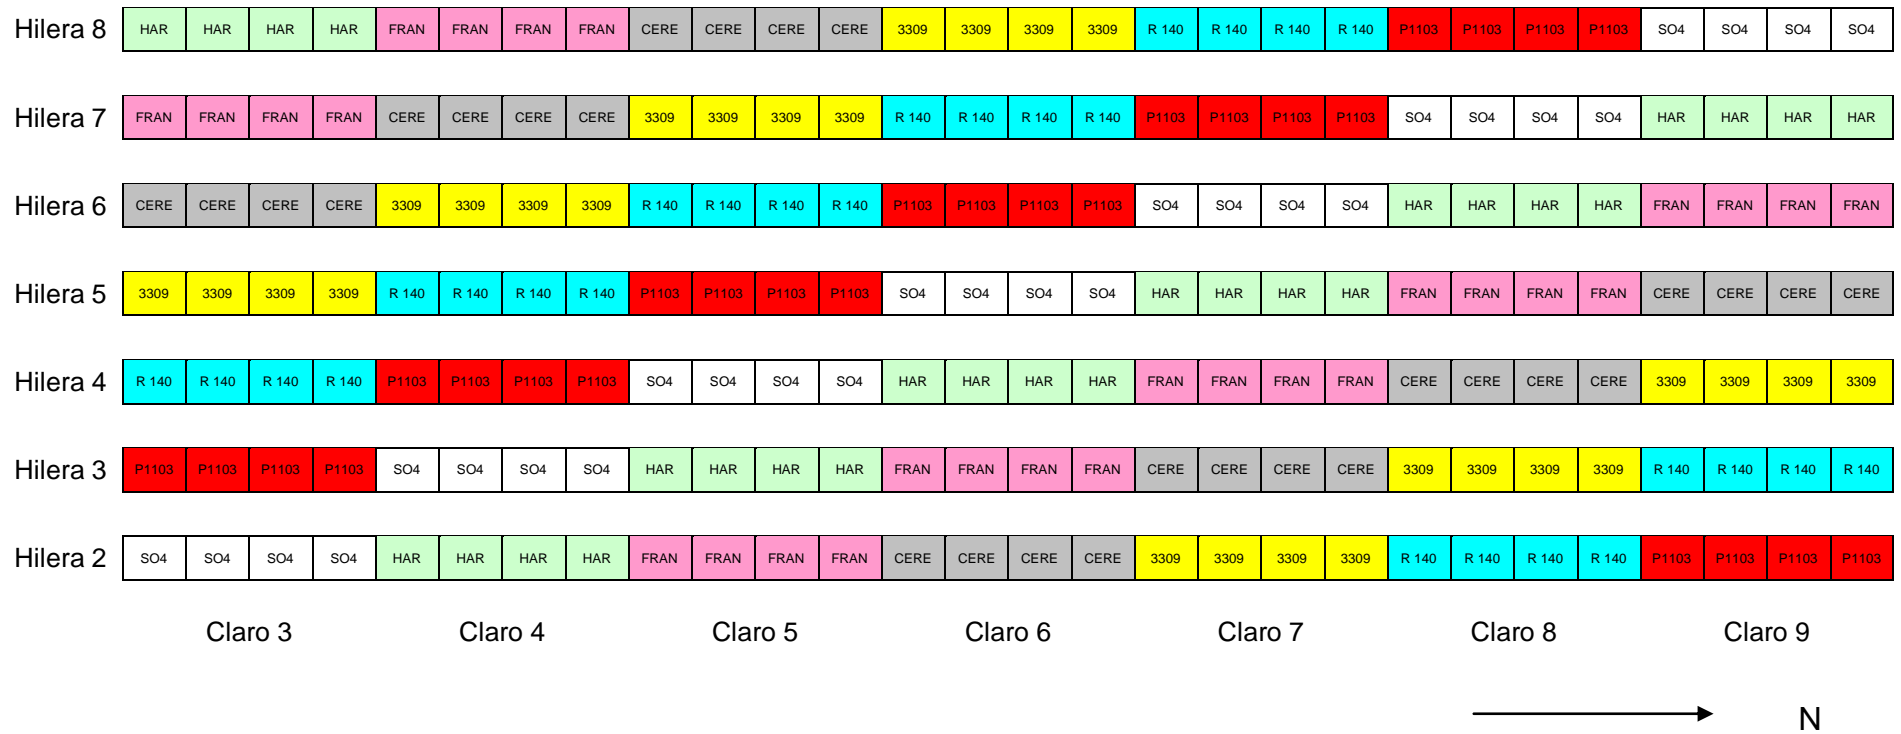 Hilera 8 HAR HAR HAR HAR FRAN FRAN FRAN FRAN CERE CERE CERE CERE 3309 3309 3309 3309 R 140 R 140 R 140 R 140 P1103 P1103 P1103 P1103 SO4 SO4 SO4 SO4
Hilera 7 FRAN FRAN FRAN FRAN CERE CERE CERE CERE 3309 3309 3309 3309 R 140 R 140 R 140 R 140 P1103 P1103 P1103 P1103 SO4 SO4 SO4 SO4 HAR HAR HAR HAR
Hilera 6 CERE CERE CERE CERE 3309 3309 3309 3309 R 140 R 140 R 140 R 140 P1103 P1103 P1103 P1103 SO4 SO4 SO4 SO4 HAR HAR HAR HAR FRAN FRAN FRAN FRAN
Hilera 5 3309 3309 3309 3309 R 140 R 140 R 140 R 140 P1103 P1103 P1103 P1103 SO4 SO4 SO4 SO4 HAR HAR HAR HAR FRAN FRAN FRAN FRAN CERE CERE CERE CERE
Hilera 4 R 140 R 140 R 140 R 140 P1103 P1103 P1103 P1103 SO4 SO4 SO4 SO4 HAR HAR HAR HAR FRAN FRAN FRAN FRAN CERE CERE CERE CERE 3309 3309 3309 3309
Hilera 3 P1103 P1103 P1103 P1103 SO4 SO4 SO4 SO4 HAR HAR HAR HAR FRAN FRAN FRAN FRAN CERE CERE CERE CERE 3309 3309 3309 3309 R 140 R 140 R 140 R 140
Hilera 2 SO4 SO4 SO4 SO4 HAR HAR HAR HAR FRAN FRAN FRAN FRAN CERE CERE CERE CERE 3309 3309 3309 3309 R 140 R 140 R 140 R 140 P1103 P1103 P1103 P1103
Claro 3 Claro 4 Claro 5 Claro 6 Claro 7 Claro 8 Claro 9
N